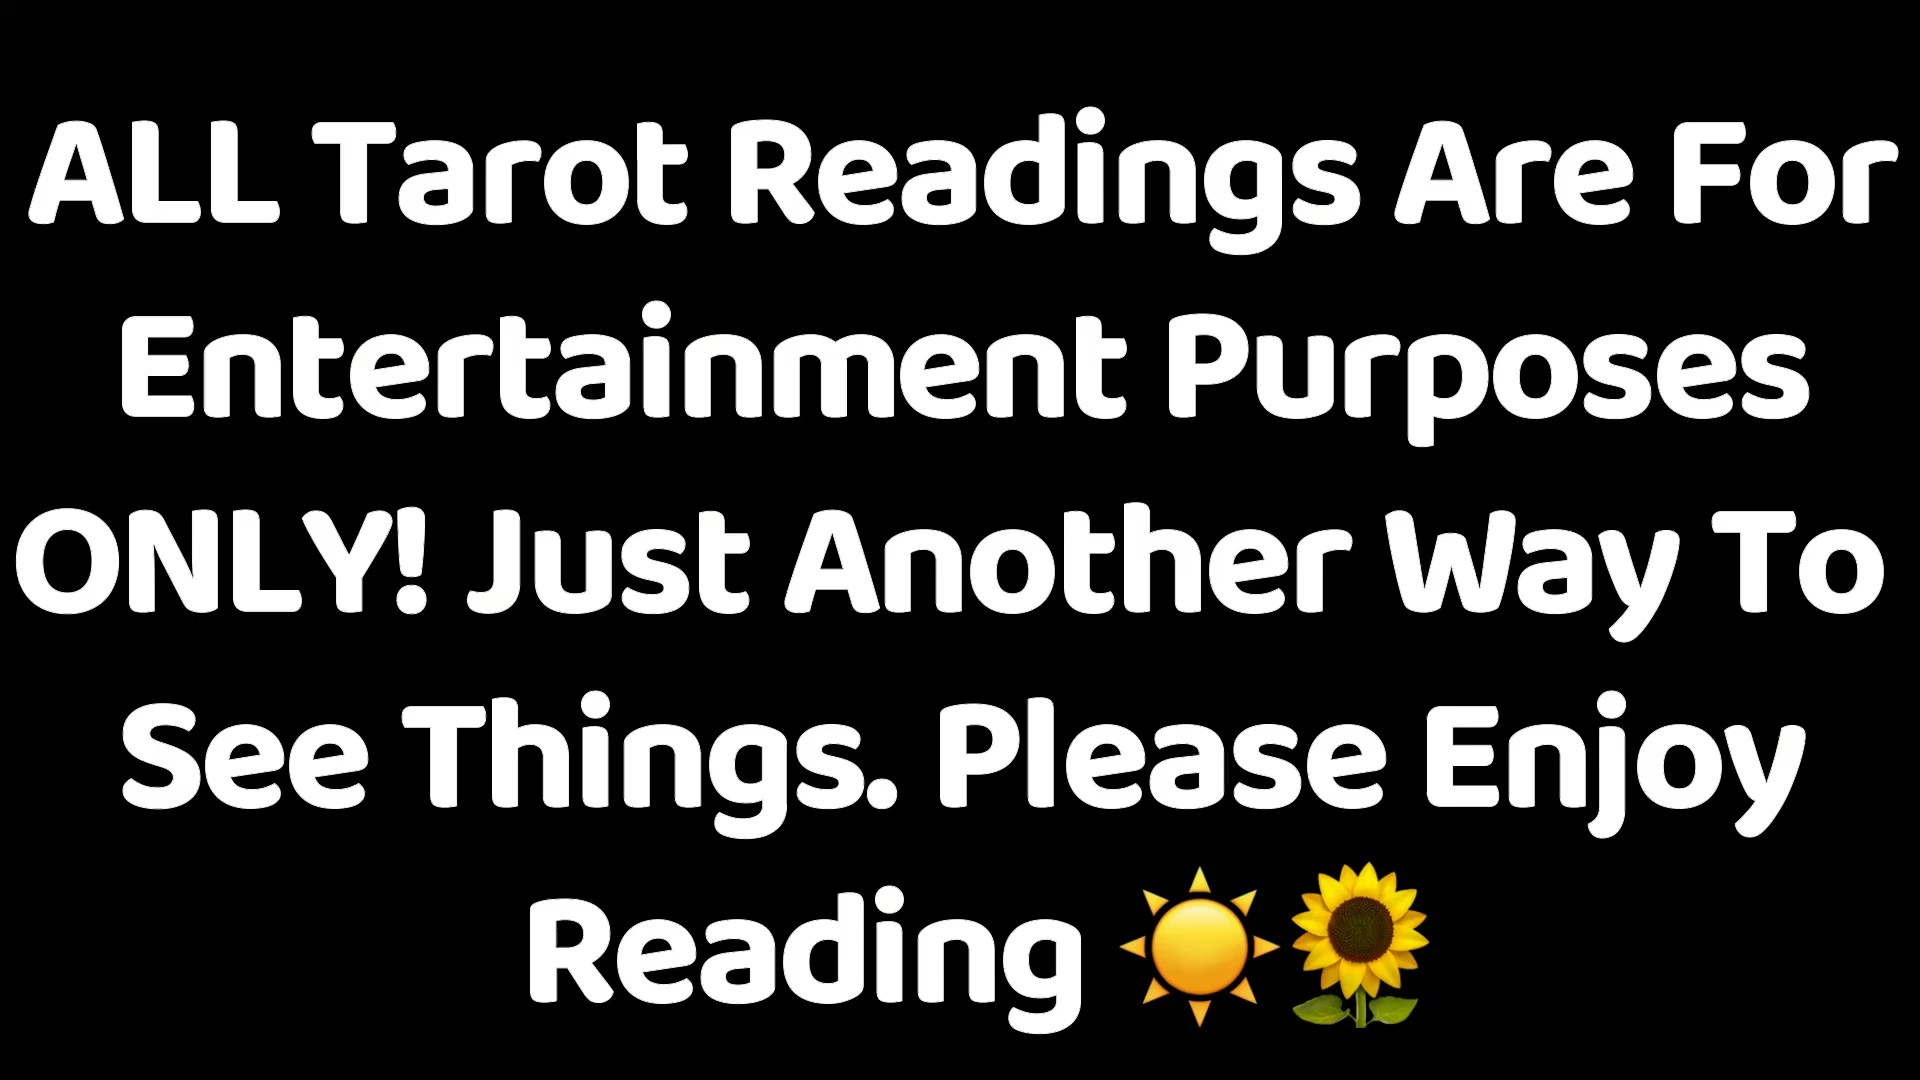 ALL Tarot Readings Are For
Entertainment Purposes
ONLY! Just Another Way To
See Things. Please Enjoy
Reading ☀️🌻